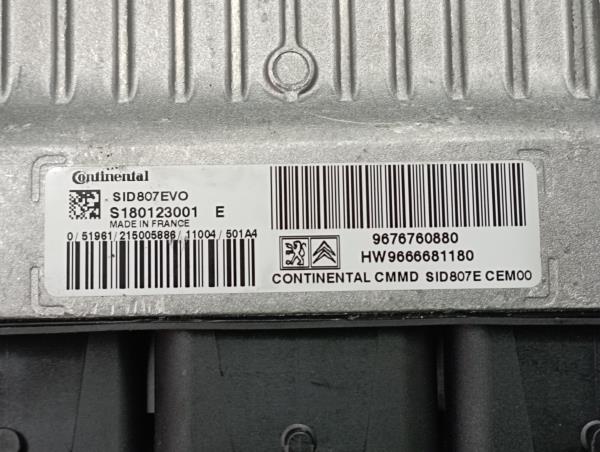 Continental
SID807EVO
S180123001 E
MADE IN FRANCE
0/51961/215005886/11004/501A4
9676760880
HW9666681180
CONTINENTAL CMMD SID807E CEM00